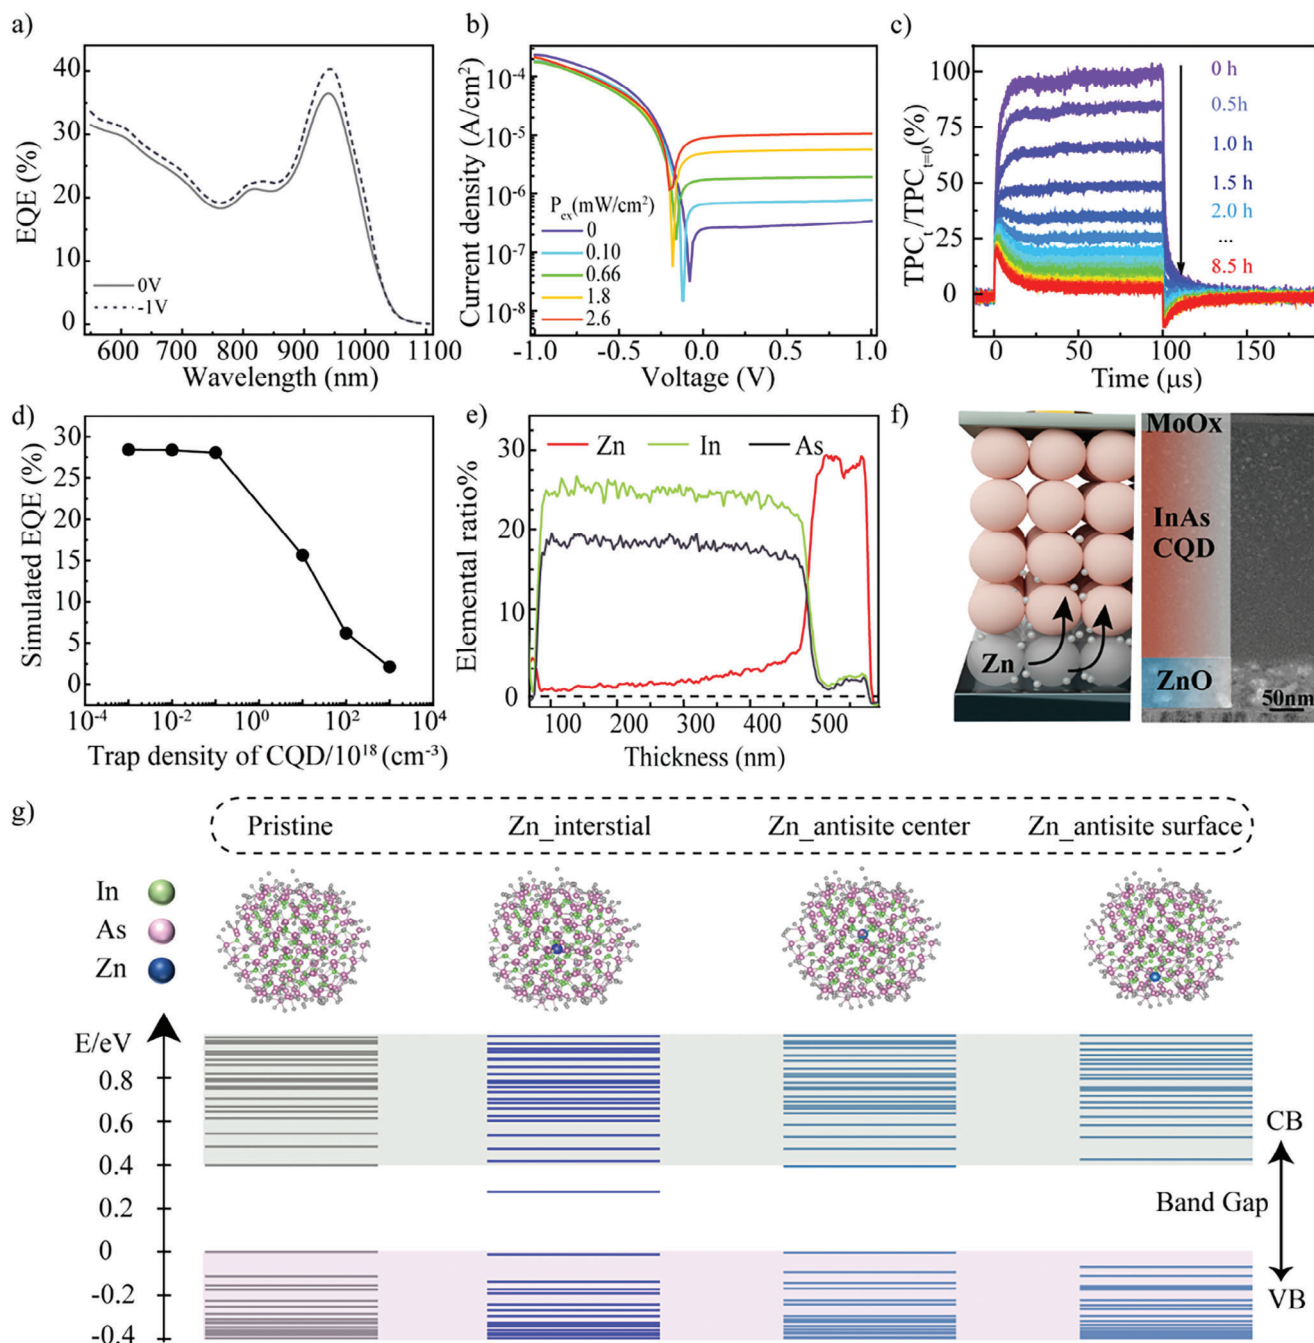 a)
EQE (%)
40
30
20
10
0
0V
-1V
600 700 800 900 1000 1100
Wavelength (nm)
b)
Current density (A/cm²)
10⁻⁴
10⁻⁵
10⁻⁶
10⁻⁷
10⁻⁸
P_ex(mW/cm²)
0
0.10
0.66
1.8
2.6
-1.0 -0.5 0.0 0.5 1.0
Voltage (V)
c)
TPC_t/TPC_t=0(%)
100
75
50
25
0
0 h
0.5h
1.0 h
1.5 h
2.0 h
...
8.5 h
0 50 100 150
Time (μs)
d)
Simulated EQE (%)
30
25
20
15
10
5
0
10⁻⁴ 10⁻² 10⁰ 10² 10⁴
Trap density of CQD/10¹⁸ (cm⁻³)
e)
Elemental ratio%
Zn In As
30
20
10
0
100 200 300 400 500
Thickness (nm)
f)
Zn
MoOx
InAs
CQD
ZnO
50nm
g)
Pristine Zn_interstial Zn_antisite center Zn_antisite surface
In
As
Zn
E/eV
0.8
0.6
0.4
0.2
0
-0.2
-0.4
CB
Band Gap
VB